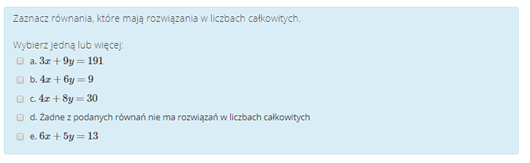 Zaznacz równania, które mają rozwiązania w liczbach całkowitych.
Wybierz jedną lub więcej:
a. 3x + 9y = 191
b. 4x + 6y = 9
c. 4x + 8y = 30
d. Żadne z podanych równań nie ma rozwiązań w liczbach całkowitych
e. 6x + 5y = 13